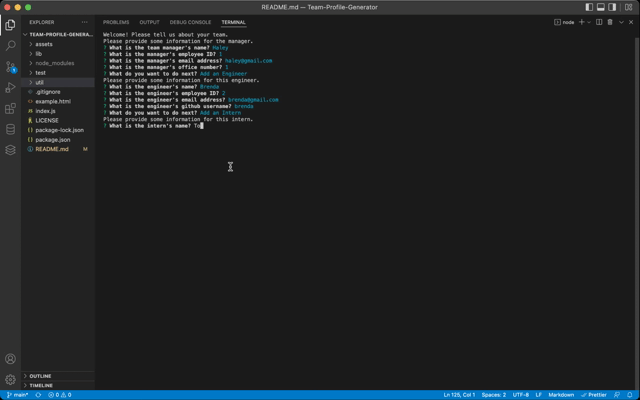 README.md — Team-Profile-Generator
EXPLORER
PROBLEMS OUTPUT DEBUG CONSOLE TERMINAL
node
TEAM-PROFILE-GENERA...
assets
lib
node_modules
test
util
.gitignore
example.html
index.js
LICENSE
package-lock.json
package.json
README.md M
OUTLINE
TIMELINE
Welcome! Please tell us about your team.
Please provide some information for the manager.
? What is the team manager's name? Haley
? What is the manager's employee ID? 1
? What is the manager's email address? haley@gmail.com
? What is the manager's office number? 1
? What do you want to do next? Add an Engineer
Please provide some information for this engineer.
? What is the engineer's name? Brenda
? What is the engineer's employee ID? 2
? What is the engineer's email address? brenda@gmail.com
? What is the engineer's github username? brenda
? What do you want to do next? Add an Intern
Please provide some information for this intern.
? What is the intern's name? To
main* 0 0 Ln 125, Col 1 Spaces: 2 UTF-8 LF Markdown Prettier